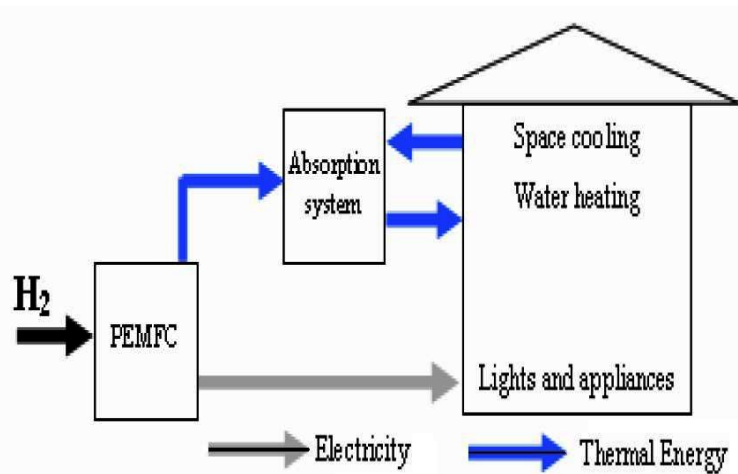 Space cooling
Absorption
system
Water heating
H₂
PEMFC
Lights and appliances
Electricity
Thermal Energy